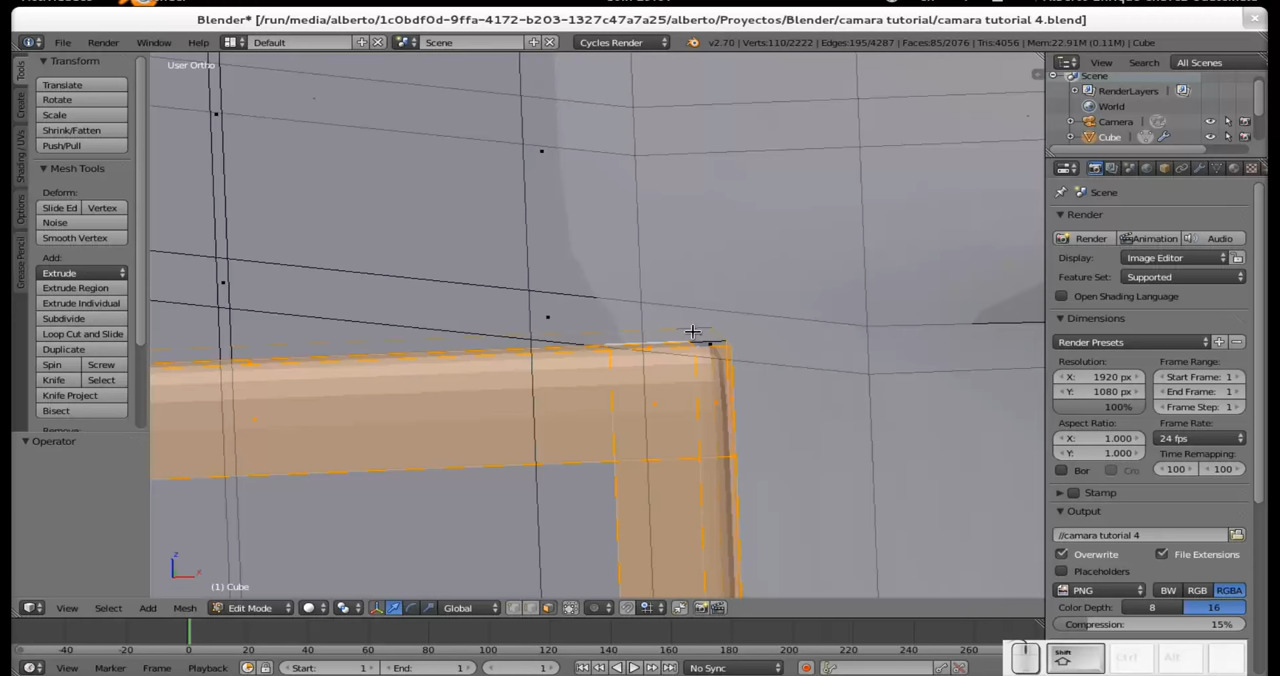 Blender* [/run/media/alberto/1c0bdf0d-9ffa-4172-b203-1327c47a7a25/alberto/Proyectos/Blender/camara tutorial/camara tutorial 4.blend]
File Render Window Help Default Scene Cycles Render v2.70 | Verts:110/2222 | Edges:195/4287 | Faces:85/2076 | Tris:4056 | Mem:22.91M (0.11M) | Cube
Tools
Create
Shading / UVs
Options
Grease Pencil
Transform
Translate
Rotate
Scale
Shrink/Fatten
Push/Pull
Mesh Tools
Deform:
Slide Ed Vertex
Noise
Smooth Vertex
Add:
Extrude
Extrude Region
Extrude Individual
Subdivide
Loop Cut and Slide
Duplicate
Spin Screw
Knife Select
Knife Project
Bisect
Operator
User Ortho
z
x
(1) Cube
View Search All Scenes
Scene
RenderLayers
World
Camera
Cube
Scene
Render
Render Animation Audio
Display: Image Editor
Feature Set: Supported
Open Shading Language
Dimensions
Render Presets
Resolution: Frame Range:
X: 1920 px Start Frame: 1
Y: 1080 px End Frame: 1
100% Frame Step: 1
Aspect Ratio: Frame Rate:
X: 1.000 24 fps
Y: 1.000 Time Remapping:
Bor Cro 100 100
Stamp
Output
//camara tutorial 4
Overwrite File Extensions
Placeholders
PNG BW RGB RGBA
Color Depth: 8 16
Compression: 15%
View Select Add Mesh Edit Mode Global
-40 -20 0 20 40 60 80 100 120 140 160 180 200 220 240 260
View Marker Frame Playback Start: 1 End: 1 1 No Sync
Shift Ctrl Alt